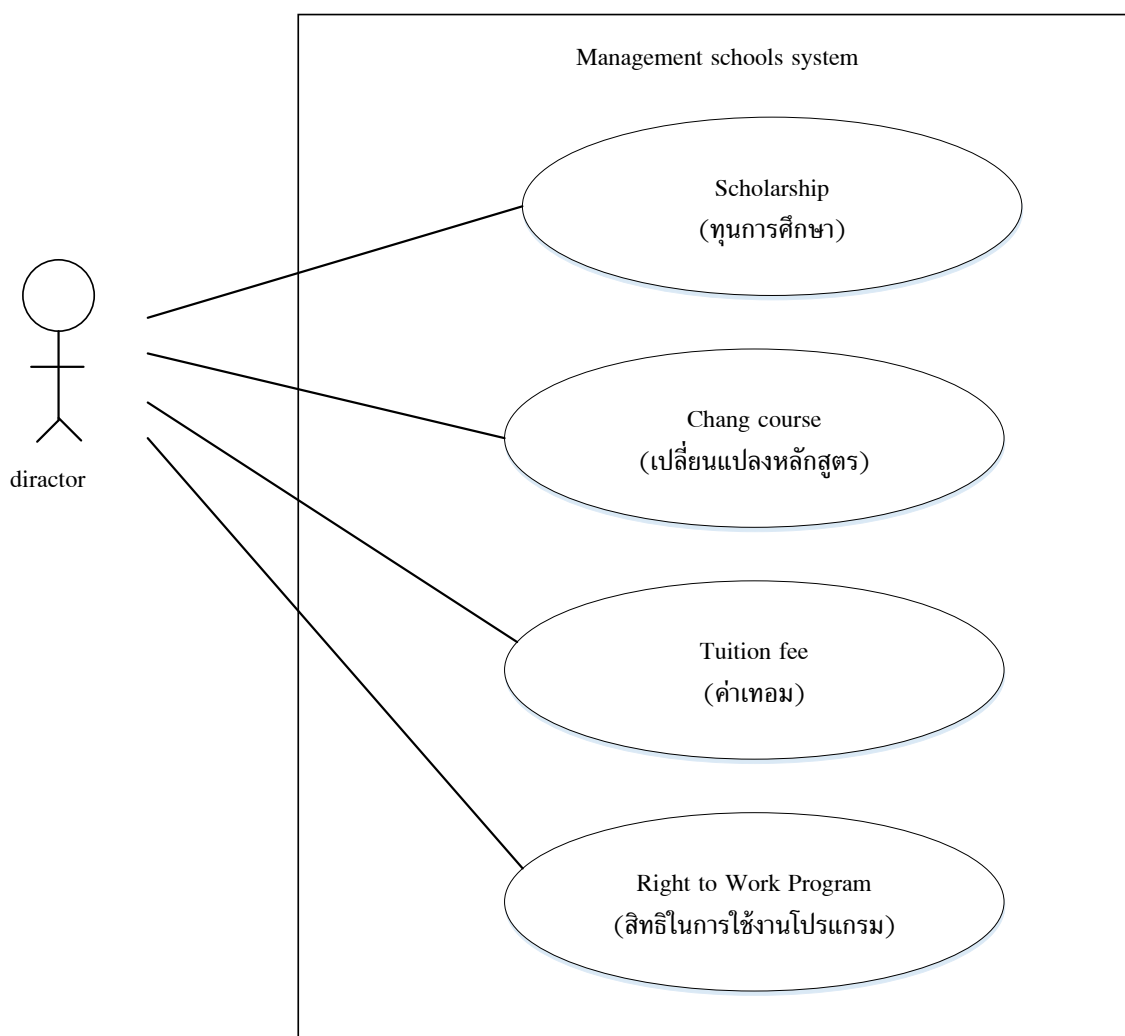 Management schools system
Scholarship
(ทุนการศึกษา)
Chang course
(เปลี่ยนแปลงหลักสูตร)
diractor
Tuition fee
(ค่าเทอม)
Right to Work Program
(สิทธิในการใช้งานโปรแกรม)